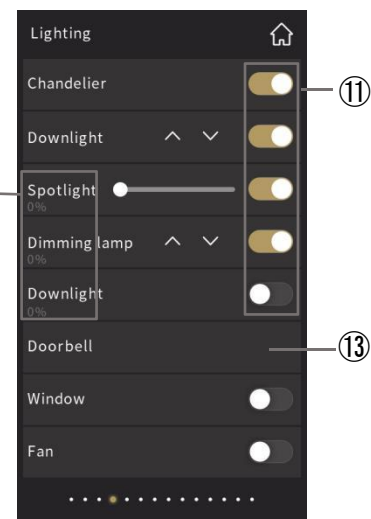 Lighting
Chandelier
⑪
Downlight
Spotlight
0%
Dimming lamp
0%
Downlight
0%
Doorbell
⑬
Window
Fan